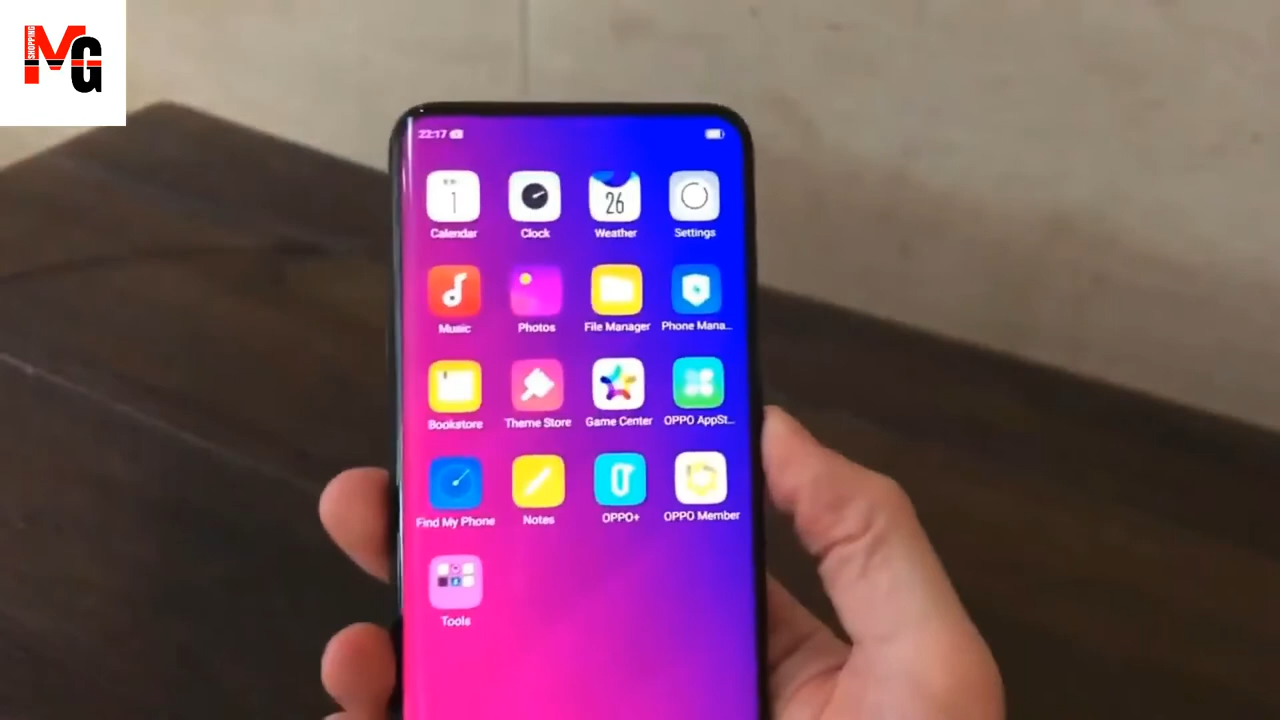 SHOPPING
MG
22:17
1
26
Calendar Clock Weather Settings
Music Photos File Manager Phone Mana...
Bookstore Theme Store Game Center OPPO AppSt...
Find My Phone Notes OPPO+ OPPO Member
Tools